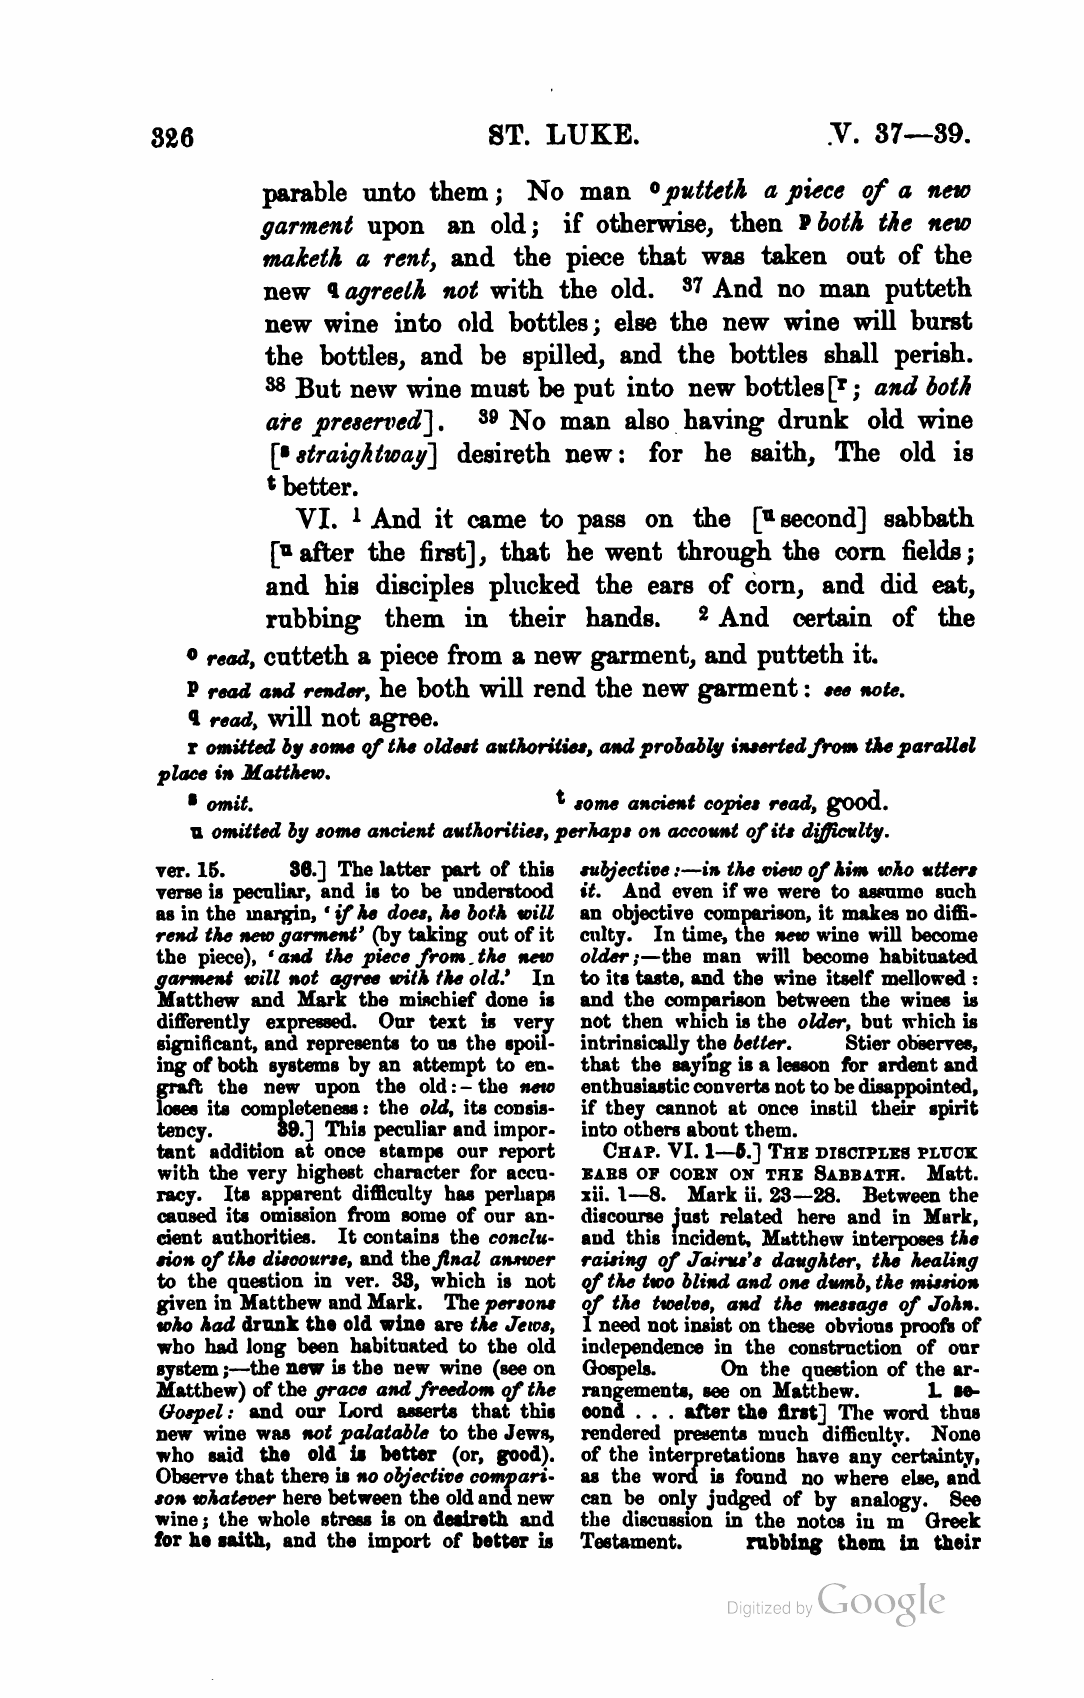 326 ST. LUKE. V. 37—39.
parable unto them; No man º putteth a piece of a new
garment upon an old; if otherwise, then p both the new
maketh a rent, and the piece that was taken out of the
new q agreeth not with the old. 37 And no man putteth
new wine into old bottles; else the new wine will burst
the bottles, and be spilled, and the bottles shall perish.
38 But new wine must be put into new bottles[r; and both
are preserved]. 39 No man also having drunk old wine
[s straightway] desireth new: for he saith, The old is
t better.
VI. 1 And it came to pass on the [u second] sabbath
[u after the first], that he went through the corn fields;
and his disciples plucked the ears of corn, and did eat,
rubbing them in their hands. 2 And certain of the
o read, cutteth a piece from a new garment, and putteth it.
p read and render, he both will rend the new garment: see note.
q read, will not agree.
r omitted by some of the oldest authorities, and probably inserted from the parallel
place in Matthew.
s omit. t some ancient copies read, good.
u omitted by some ancient authorities, perhaps on account of its difficulty.
ver. 15. 36.] The latter part of this
verse is peculiar, and is to be understood
as in the margin, 'if he does, he both will
rend the new garment' (by taking out of it
the piece), 'and the piece from the new
garment will not agree with the old.' In
Matthew and Mark the mischief done is
differently expressed. Our text is very
significant, and represents to us the spoil-
ing of both systems by an attempt to en-
graft the new upon the old:—the new
loses its completeness: the old, its consis-
tency. 39.] This peculiar and impor-
tant addition at once stamps our report
with the very highest character for accu-
racy. Its apparent difficulty has perhaps
caused its omission from some of our an-
cient authorities. It contains the conclu-
sion of the discourse, and the final answer
to the question in ver. 33, which is not
given in Matthew and Mark. The persons
who had drunk the old wine are the Jews,
who had long been habituated to the old
system;—the new is the new wine (see on
Matthew) of the grace and freedom of the
Gospel: and our Lord asserts that this
new wine was not palatable to the Jews,
who said the old is better (or, good).
Observe that there is no objective compari-
son whatever here between the old and new
wine; the whole stress is on desireth and
for he saith, and the import of better is
subjective:—in the view of him who utters
it. And even if we were to assume such
an objective comparison, it makes no diffi-
culty. In time, the new wine will become
older;—the man will become habituated
to its taste, and the wine itself mellowed:
and the comparison between the wines is
not then which is the older, but which is
intrinsically the better. Stier observes,
that the saying is a lesson for ardent and
enthusiastic converts not to be disappointed,
if they cannot at once instil their spirit
into others about them.
CHAP. VI. 1—5.] THE DISCIPLES PLUCK
EARS OF CORN ON THE SABBATH. Matt.
xii. 1—8. Mark ii. 23—28. Between the
discourse just related here and in Mark,
and this incident, Matthew interposes the
raising of Jairus's daughter, the healing
of the two blind and one dumb, the mission
of the twelve, and the message of John.
I need not insist on these obvious proofs of
independence in the construction of our
Gospels. On the question of the ar-
rangements, see on Matthew. 1. se-
cond . . . after the first] The word thus
rendered presents much difficulty. None
of the interpretations have any certainty,
as the word is found no where else, and
can be only judged of by analogy. See
the discussion in the notes in m Greek
Testament. rubbing them in their
Digitized by Google